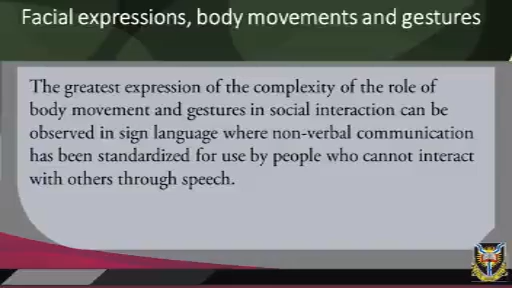 Facial expressions, body movements and gestures
The greatest expression of the complexity of the role of
body movement and gestures in social interaction can be
observed in sign language where non-verbal communication
has been standardized for use by people who cannot interact
with others through speech.